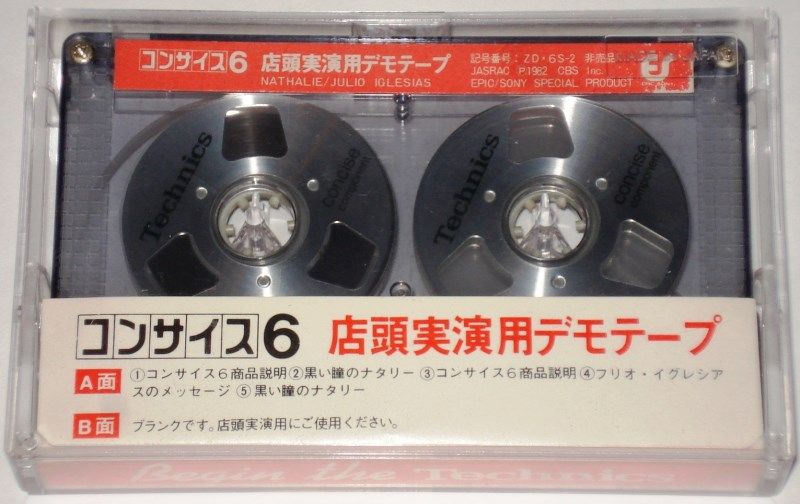 コンサイス6 店頭実演用デモテープ
NATHALIE/JULIO IGLESIAS
記号番号：ZD・6S-2 非売品
JASRAC P.1982 CBS Inc.
EPIC/SONY SPECIAL PRODUCT
Technics
concise
component
Technics
concise
component
コンサイス6 店頭実演用デモテープ
A面 ①コンサイス6商品説明②黒い瞳のナタリー③コンサイス6商品説明④フリオ・イグレシア
スのメッセージ ⑤黒い瞳のナタリー
B面 ブランクです。店頭実演用にご使用ください。
Begin the Technics